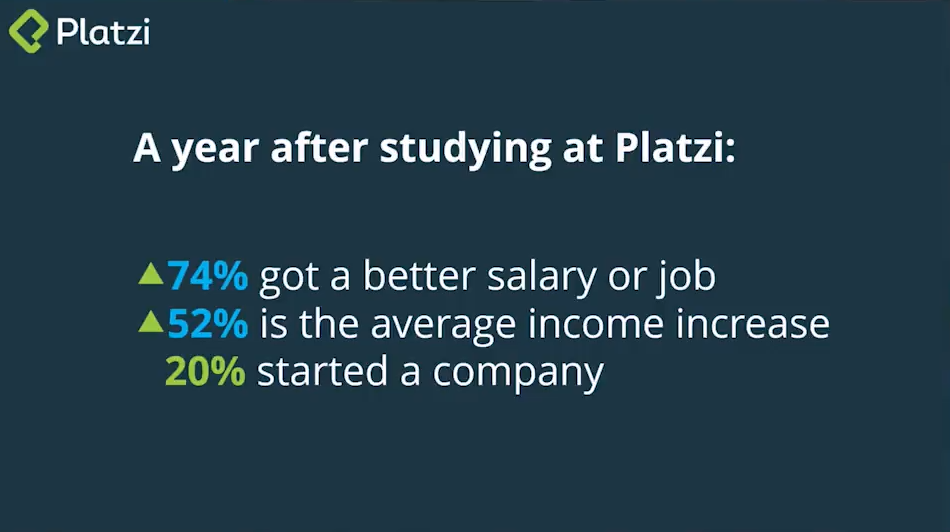 Platzi
A year after studying at Platzi:
▲74% got a better salary or job
▲52% is the average income increase
20% started a company